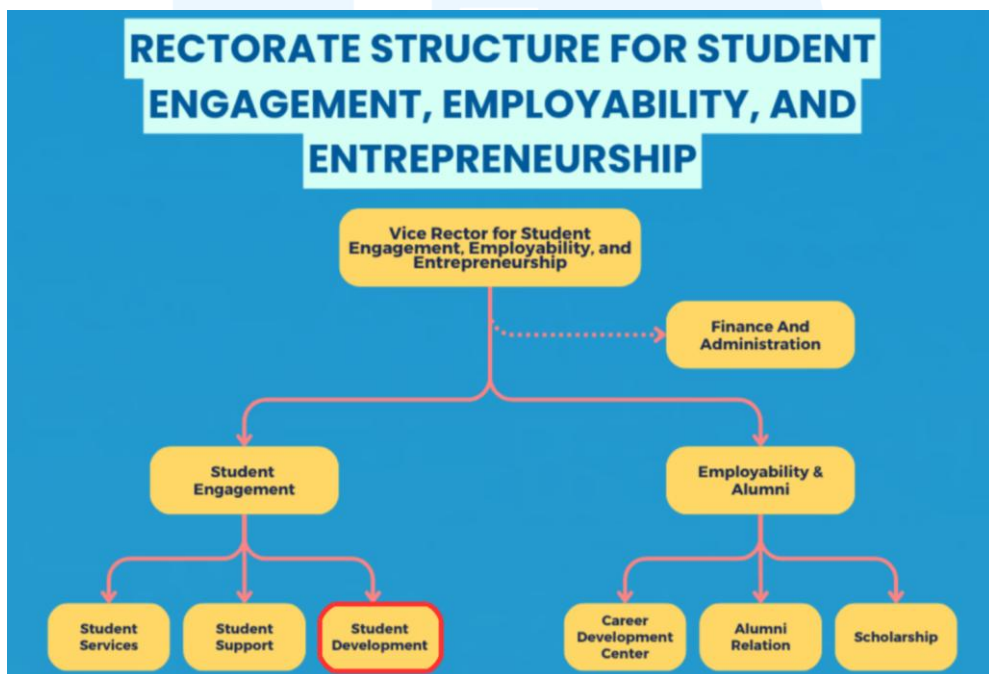 RECTORATE STRUCTURE FOR STUDENT
ENGAGEMENT, EMPLOYABILITY, AND
ENTREPRENEURSHIP
Vice Rector for Student
Engagement, Employability, and
Entrepreneurship
Finance And
Administration
Student
Engagement
Employability &
Alumni
Student
Services
Student
Support
Student
Development
Career
Development
Center
Alumni
Relation
Scholarship